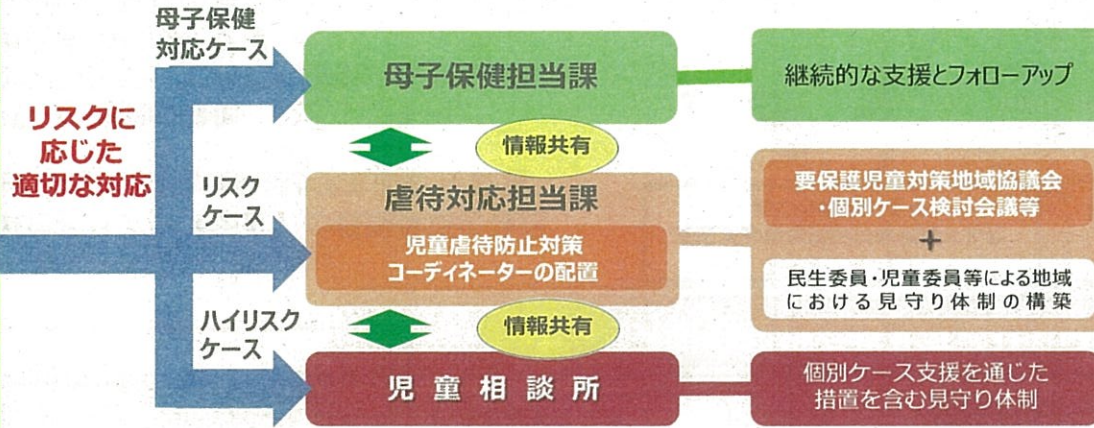 母子保健
対応ケース
母子保健担当課
継続的な支援とフォローアップ
リスクに
応じた
適切な対応
情報共有
リスク
ケース
虐待対応担当課
児童虐待防止対策
コーディネーターの配置
要保護児童対策地域協議会
・個別ケース検討会議等
+
民生委員・児童委員等による地域
における見守り体制の構築
情報共有
ハイリスク
ケース
児童相談所
個別ケース支援を通じた
措置を含む見守り体制